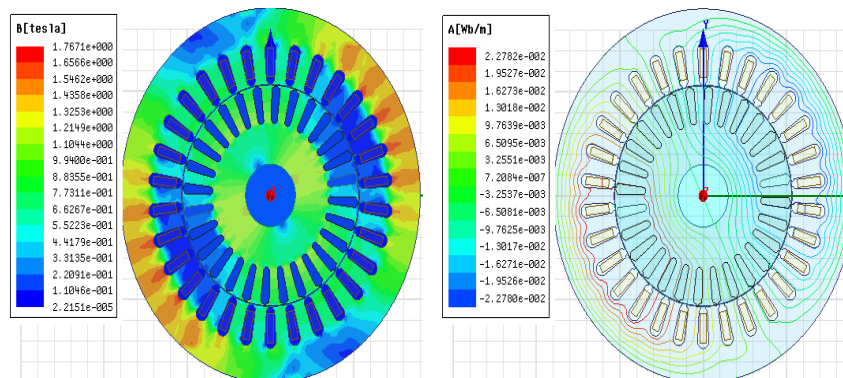 B[tesla]
1.7671e+000
1.6566e+000
1.5462e+000
1.4358e+000
1.3253e+000
1.2149e+000
1.1044e+000
9.9400e-001
8.8355e-001
7.7311e-001
6.6267e-001
5.5223e-001
4.4179e-001
3.3135e-001
2.2091e-001
1.1046e-001
2.2151e-005
A[Wb/m]
2.2782e-002
1.9527e-002
1.6273e-002
1.3018e-002
9.7639e-003
6.5095e-003
3.2551e-003
7.2084e-007
-3.2537e-003
-6.5081e-003
-9.7625e-003
-1.3017e-002
-1.6271e-002
-1.9526e-002
-2.2780e-002
Y